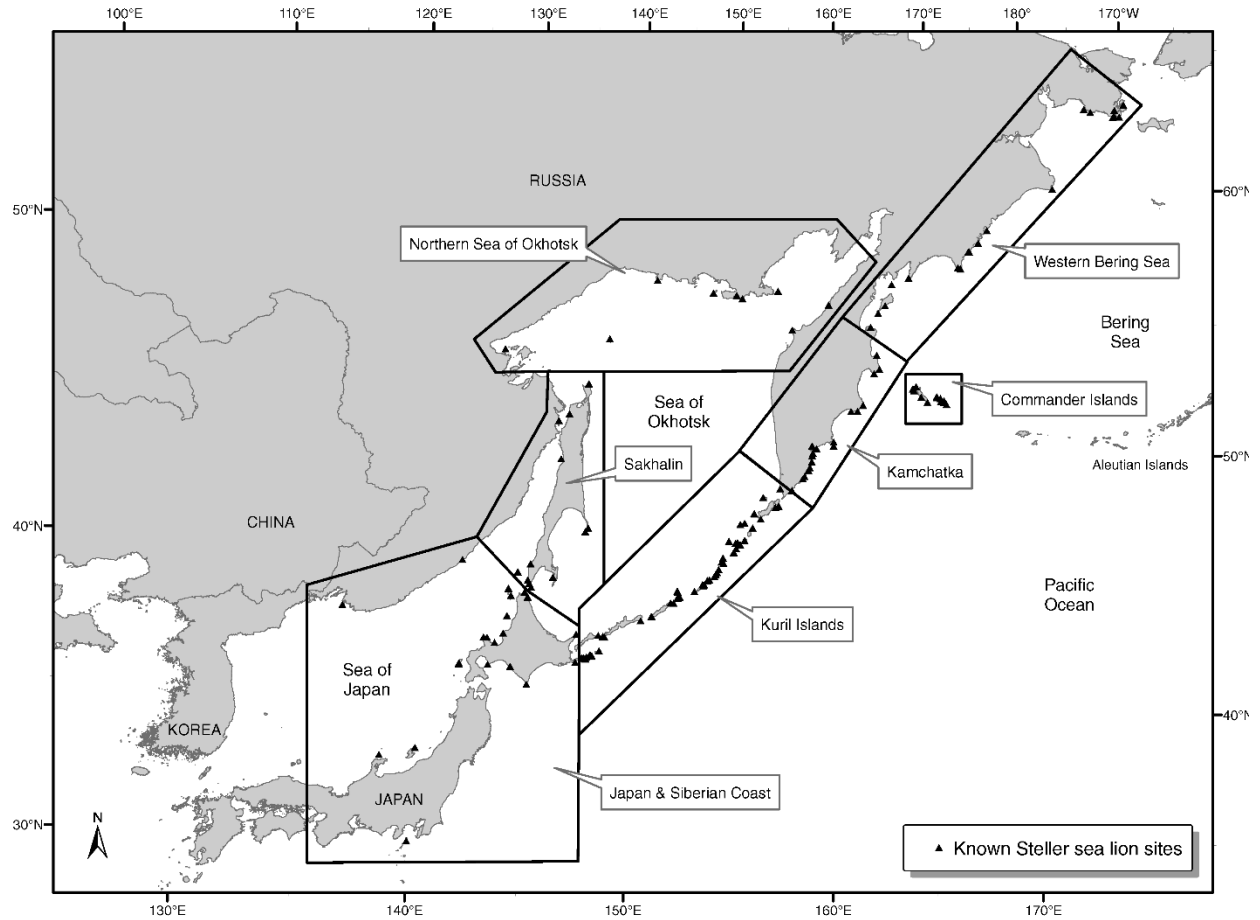 100°E
110°E
120°E
130°E
140°E
150°E
160°E
170°E
180°
170°W
RUSSIA
50°N
60°N
Northern Sea of Okhotsk
Western Bering Sea
Bering
Sea
Commander Islands
Sea of
Okhotsk
Sakhalin
50°N
Aleutian Islands
Kamchatka
CHINA
40°N
Pacific
Ocean
Kuril Islands
Sea of
Japan
KOREA
40°N
Japan & Siberian Coast
JAPAN
30°N
N
Known Steller sea lion sites
130°E
140°E
150°E
160°E
170°E